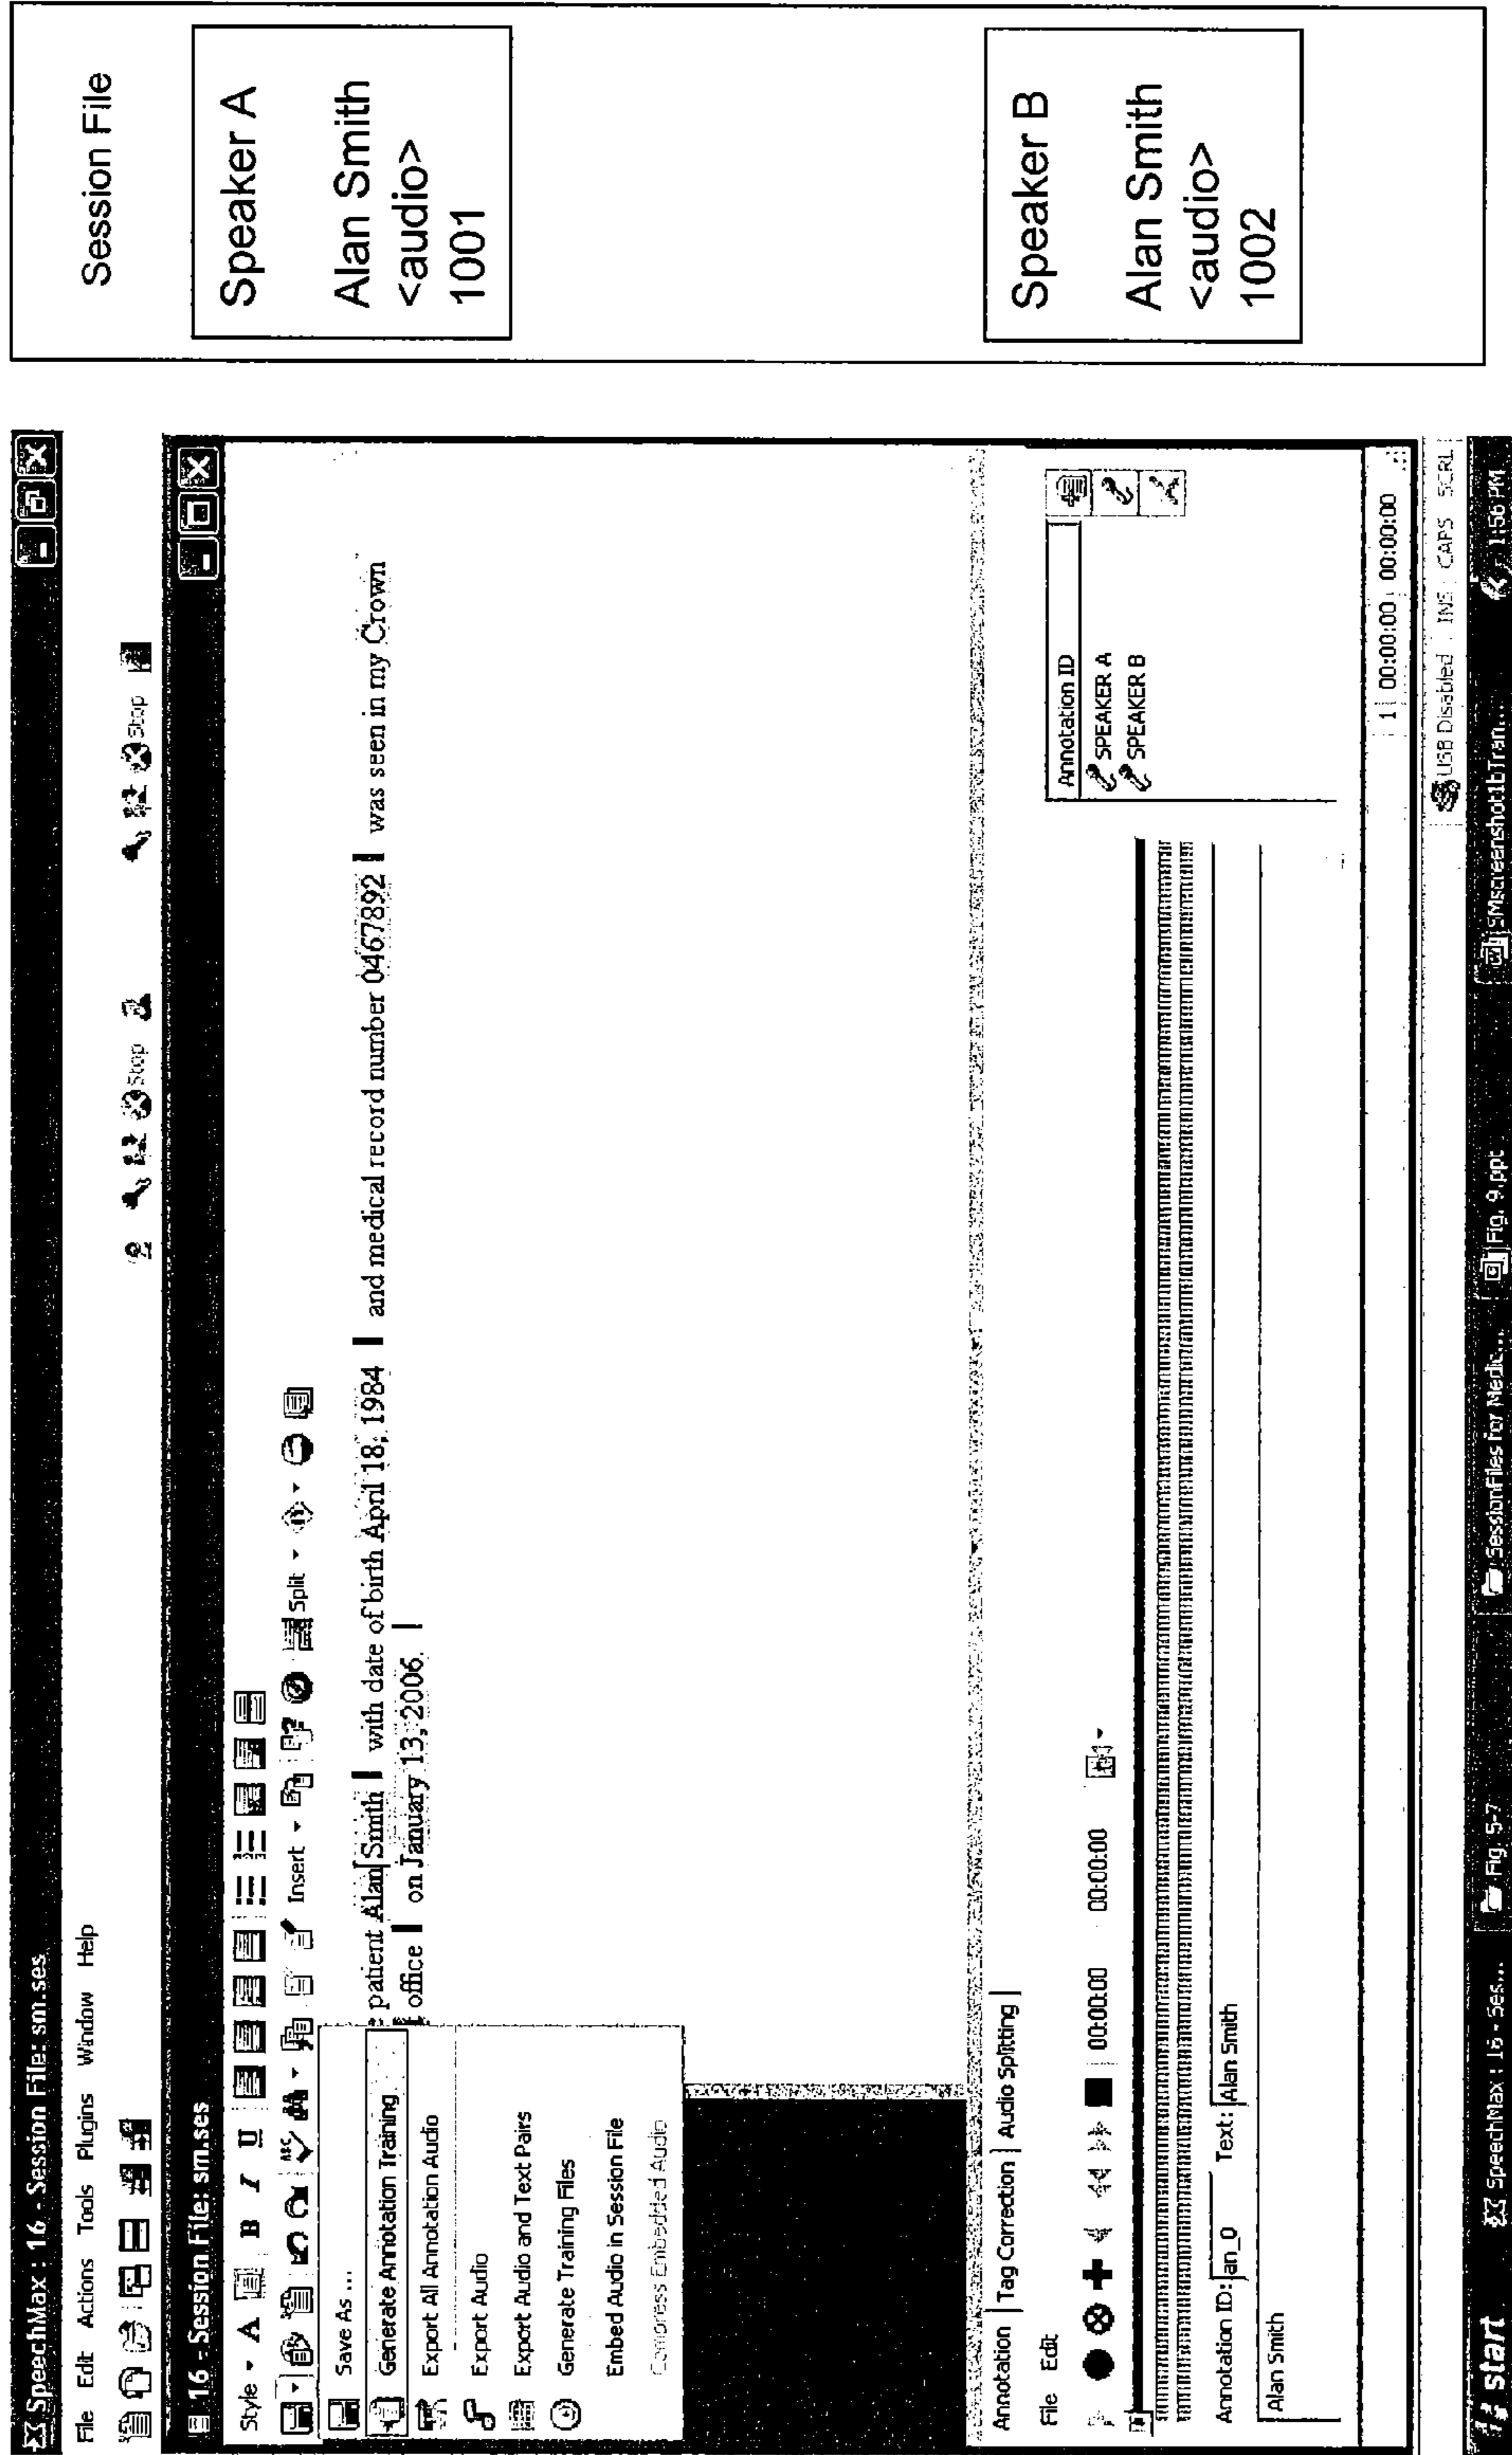 SpeechMax : 16 - Session File: sm.ses
File Edit Actions Tools Plugins Window Help
Stop Stop
16 - Session File: sm.ses
Style A B I U
ABC Insert Split
Save As ...
Generate Annotation Training
Export All Annotation Audio
Export Audio
Export Audio and Text Pairs
Generate Training Files
Embed Audio in Session File
Compress Embedded Audio
patient Alan Smith with date of birth April 18, 1984 and medical record number 0467892 was seen in my Crown
office on January 13, 2006.
Annotation Tag Correction Audio Splitting
File Edit
00:00:00 00:00:00
Annotation ID: an_0 Text: Alan Smith
Alan Smith
Annotation ID
SPEAKER A
SPEAKER B
1 00:00:00 00:00:00
USB Disabled INS CAPS SCRL
start SpeechMax : 16 - Ses... Fig. 5-7 SessionFiles for Medic... Fig. 9.ppt SMscreenshotlibTran... 1:56 PM
Session File
Speaker A
Alan Smith
<audio>
1001
Speaker B
Alan Smith
<audio>
1002